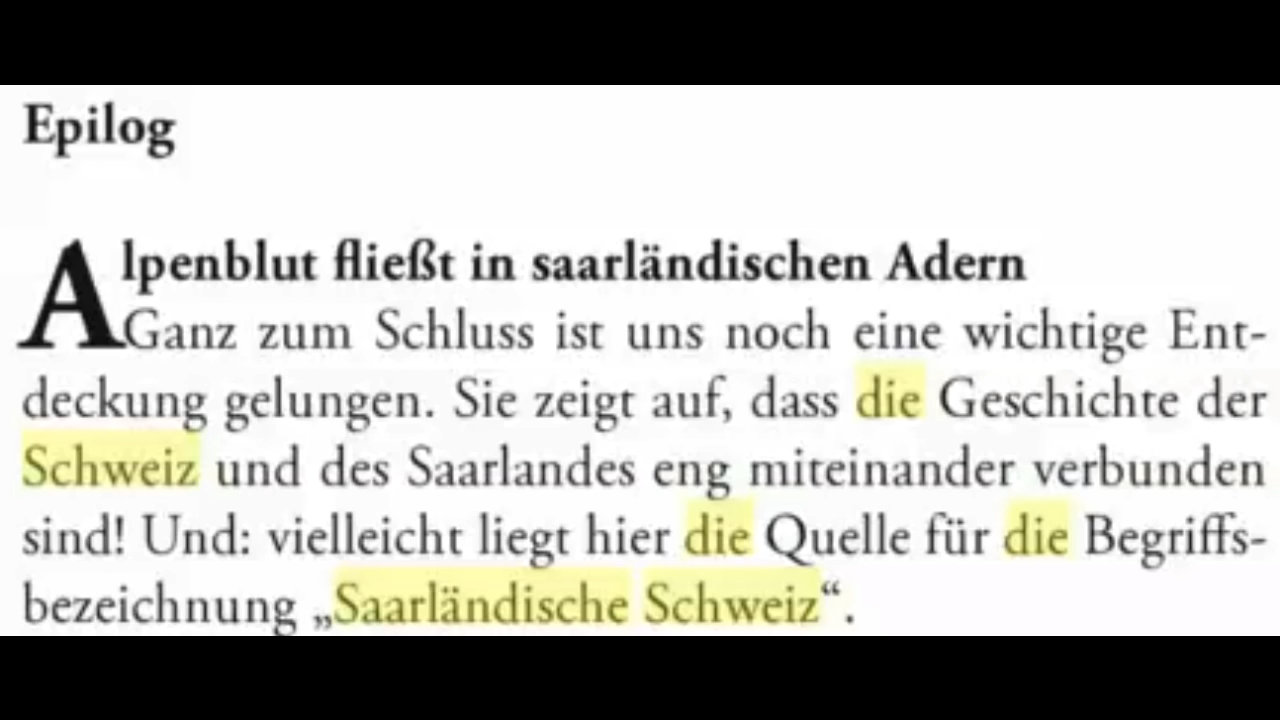 Epilog
Alpenblut fließt in saarländischen Adern
Ganz zum Schluss ist uns noch eine wichtige Ent-
deckung gelungen. Sie zeigt auf, dass die Geschichte der
Schweiz und des Saarlandes eng miteinander verbunden
sind! Und: vielleicht liegt hier die Quelle für die Begriffs-
bezeichnung „Saarländische Schweiz“.